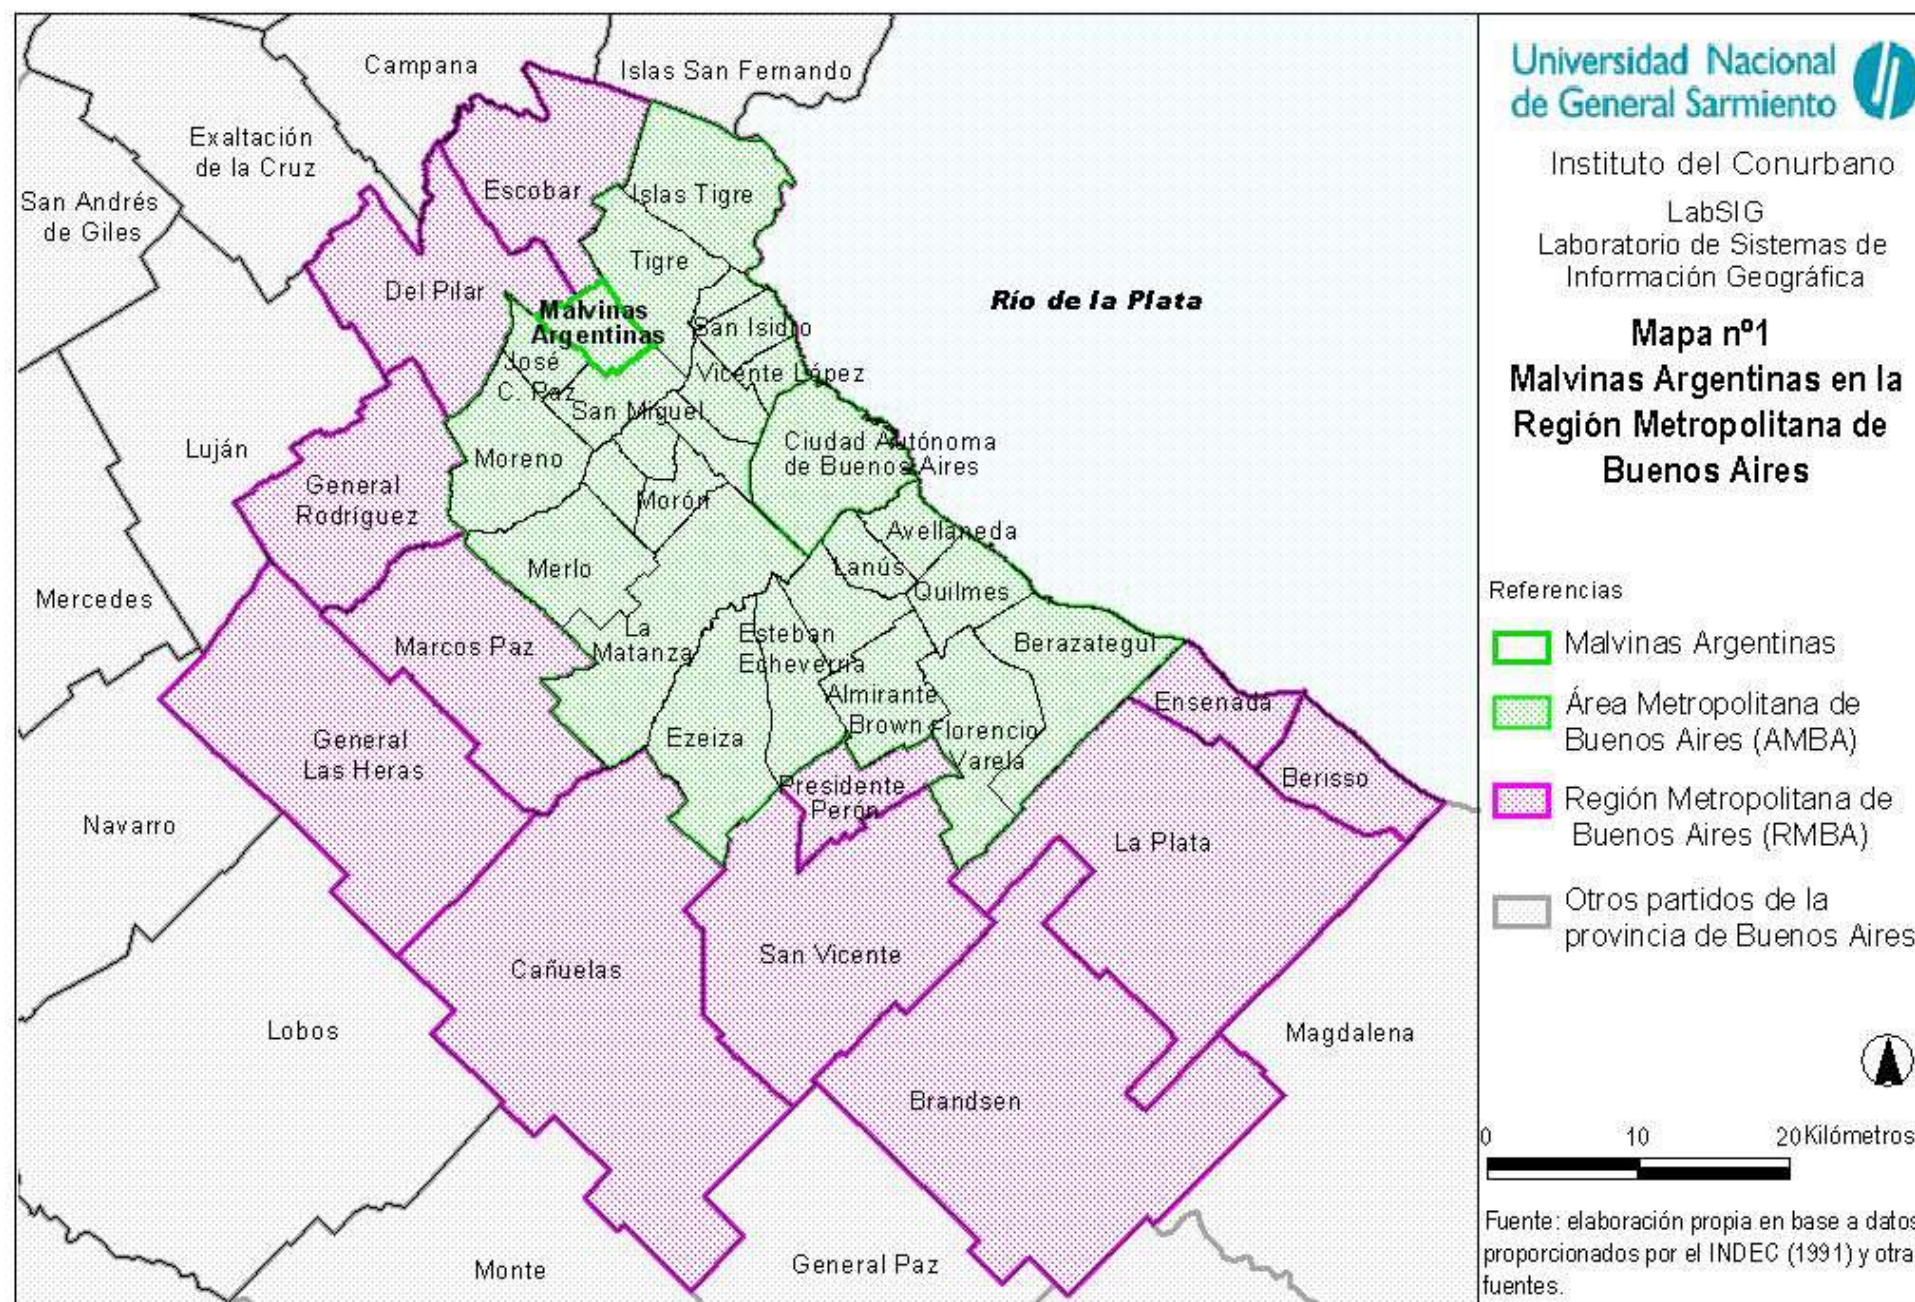 Campana
Islas San Fernando
Exaltación
de la Cruz
San Andrés
de Giles
Escobar
Islas Tigre
Tigre
Del Pilar
Malvinas
Argentinas
San Isidro
José
C. Paz
Vicente López
San Miguel
Río de la Plata
Luján
Moreno
Ciudad Autónoma
de Buenos Aires
General
Rodríguez
Morón
Avellaneda
Merlo
Lanús
Quilmes
Mercedes
Marcos Paz
La
Matanza
Esteban
Echeverría
Berazategui
Almirante
Brown
Ensenada
General
Las Heras
Ezeiza
Florencio
Varela
Berisso
Presidente
Perón
Navarro
La Plata
San Vicente
Cañuelas
Lobos
Magdalena
Brandsen
Monte
General Paz
Universidad Nacional
de General Sarmiento
Instituto del Conurbano
LabSIG
Laboratorio de Sistemas de
Información Geográfica
Mapa nº1
Malvinas Argentinas en la
Región Metropolitana de
Buenos Aires
Referencias
Malvinas Argentinas
Área Metropolitana de
Buenos Aires (AMBA)
Región Metropolitana de
Buenos Aires (RMBA)
Otros partidos de la
provincia de Buenos Aires
0 10 20 Kilómetros
Fuente: elaboración propia en base a datos
proporcionados por el INDEC (1991) y otra
fuentes.